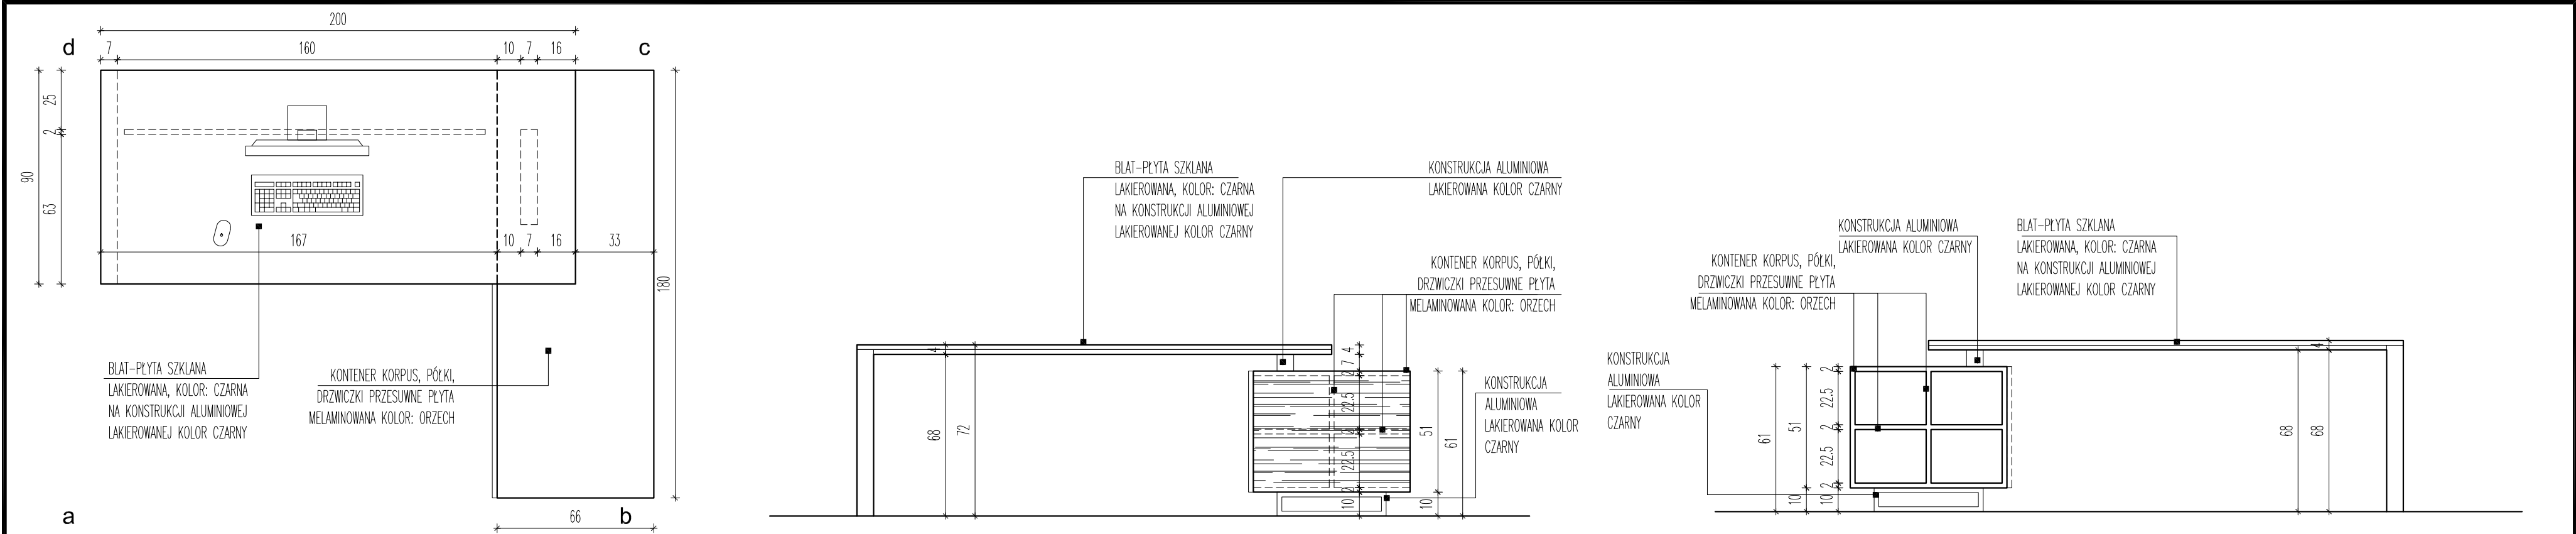 200
d
c
7
160
10
7
16
25
2
63
90
167
10
7
16
33
180
BLAT-PŁYTA SZKLANA
LAKIEROWANA, KOLOR: CZARNA
NA KONSTRUKCJI ALUMINIOWEJ
LAKIEROWANEJ KOLOR CZARNY
KONTENER KORPUS, PÓŁKI,
DRZWICZKI PRZESUWNE PŁYTA
MELAMINOWANA KOLOR: ORZECH
a
66
b
BLAT-PŁYTA SZKLANA
LAKIEROWANA, KOLOR: CZARNA
NA KONSTRUKCJI ALUMINIOWEJ
LAKIEROWANEJ KOLOR CZARNY
KONSTRUKCJA ALUMINIOWA
LAKIEROWANA KOLOR CZARNY
KONTENER KORPUS, PÓŁKI,
DRZWICZKI PRZESUWNE PŁYTA
MELAMINOWANA KOLOR: ORZECH
KONSTRUKCJA
ALUMINIOWA
LAKIEROWANA KOLOR
CZARNY
4
68
72
4
7
2
22.5
2
22.5
2
10
51
10
61
KONSTRUKCJA ALUMINIOWA
LAKIEROWANA KOLOR CZARNY
KONTENER KORPUS, PÓŁKI,
DRZWICZKI PRZESUWNE PŁYTA
MELAMINOWANA KOLOR: ORZECH
BLAT-PŁYTA SZKLANA
LAKIEROWANA, KOLOR: CZARNA
NA KONSTRUKCJI ALUMINIOWEJ
LAKIEROWANEJ KOLOR CZARNY
KONSTRUKCJA
ALUMINIOWA
LAKIEROWANA KOLOR
CZARNY
61
51
10
2
22.5
2
22.5
2
10
68
4
68